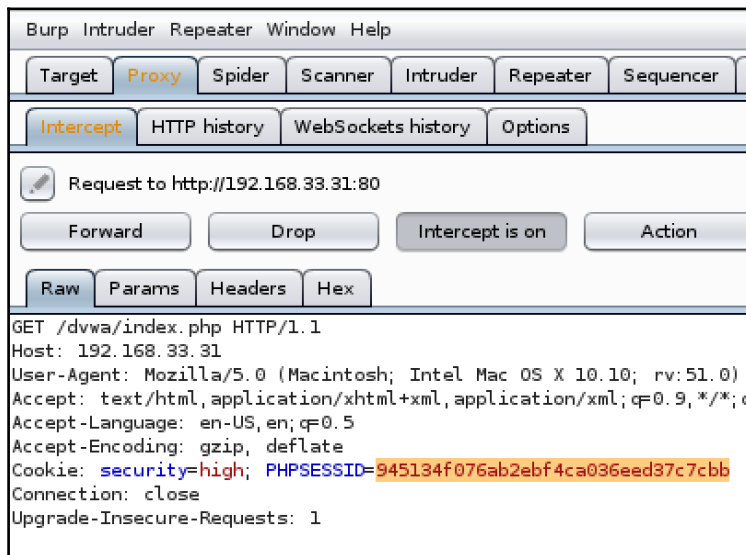 Burp Intruder Repeater Window Help
Target Proxy Spider Scanner Intruder Repeater Sequencer
Intercept HTTP history WebSockets history Options
Request to http://192.168.33.31:80
Forward Drop Intercept is on Action
Raw Params Headers Hex
GET /dvwa/index.php HTTP/1.1
Host: 192.168.33.31
User-Agent: Mozilla/5.0 (Macintosh; Intel Mac OS X 10.10; rv:51.0)
Accept: text/html,application/xhtml+xml,application/xml;q=0.9,*/*;q
Accept-Language: en-US,en;q=0.5
Accept-Encoding: gzip, deflate
Cookie: security=high; PHPSESSID=945134f076ab2ebf4ca036eed37c7cbb
Connection: close
Upgrade-Insecure-Requests: 1